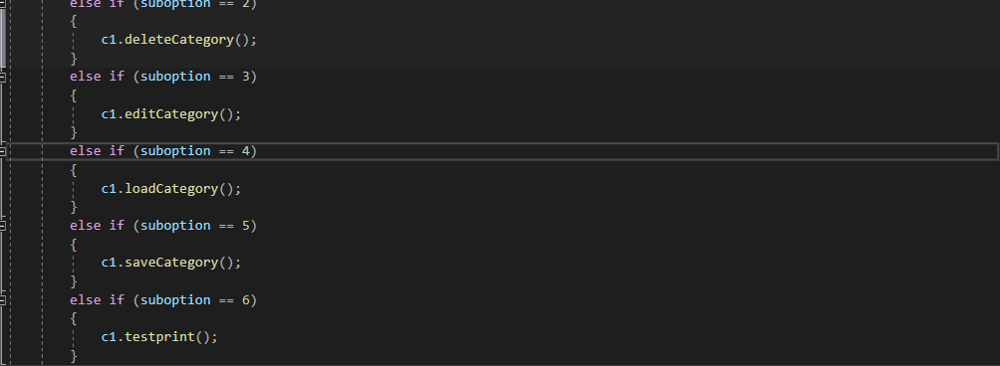 else if (suboption == 2)
{
c1.deleteCategory();
}
else if (suboption == 3)
{
c1.editCategory();
}
else if (suboption == 4)
{
c1.loadCategory();
}
else if (suboption == 5)
{
c1.saveCategory();
}
else if (suboption == 6)
{
c1.testprint();
}